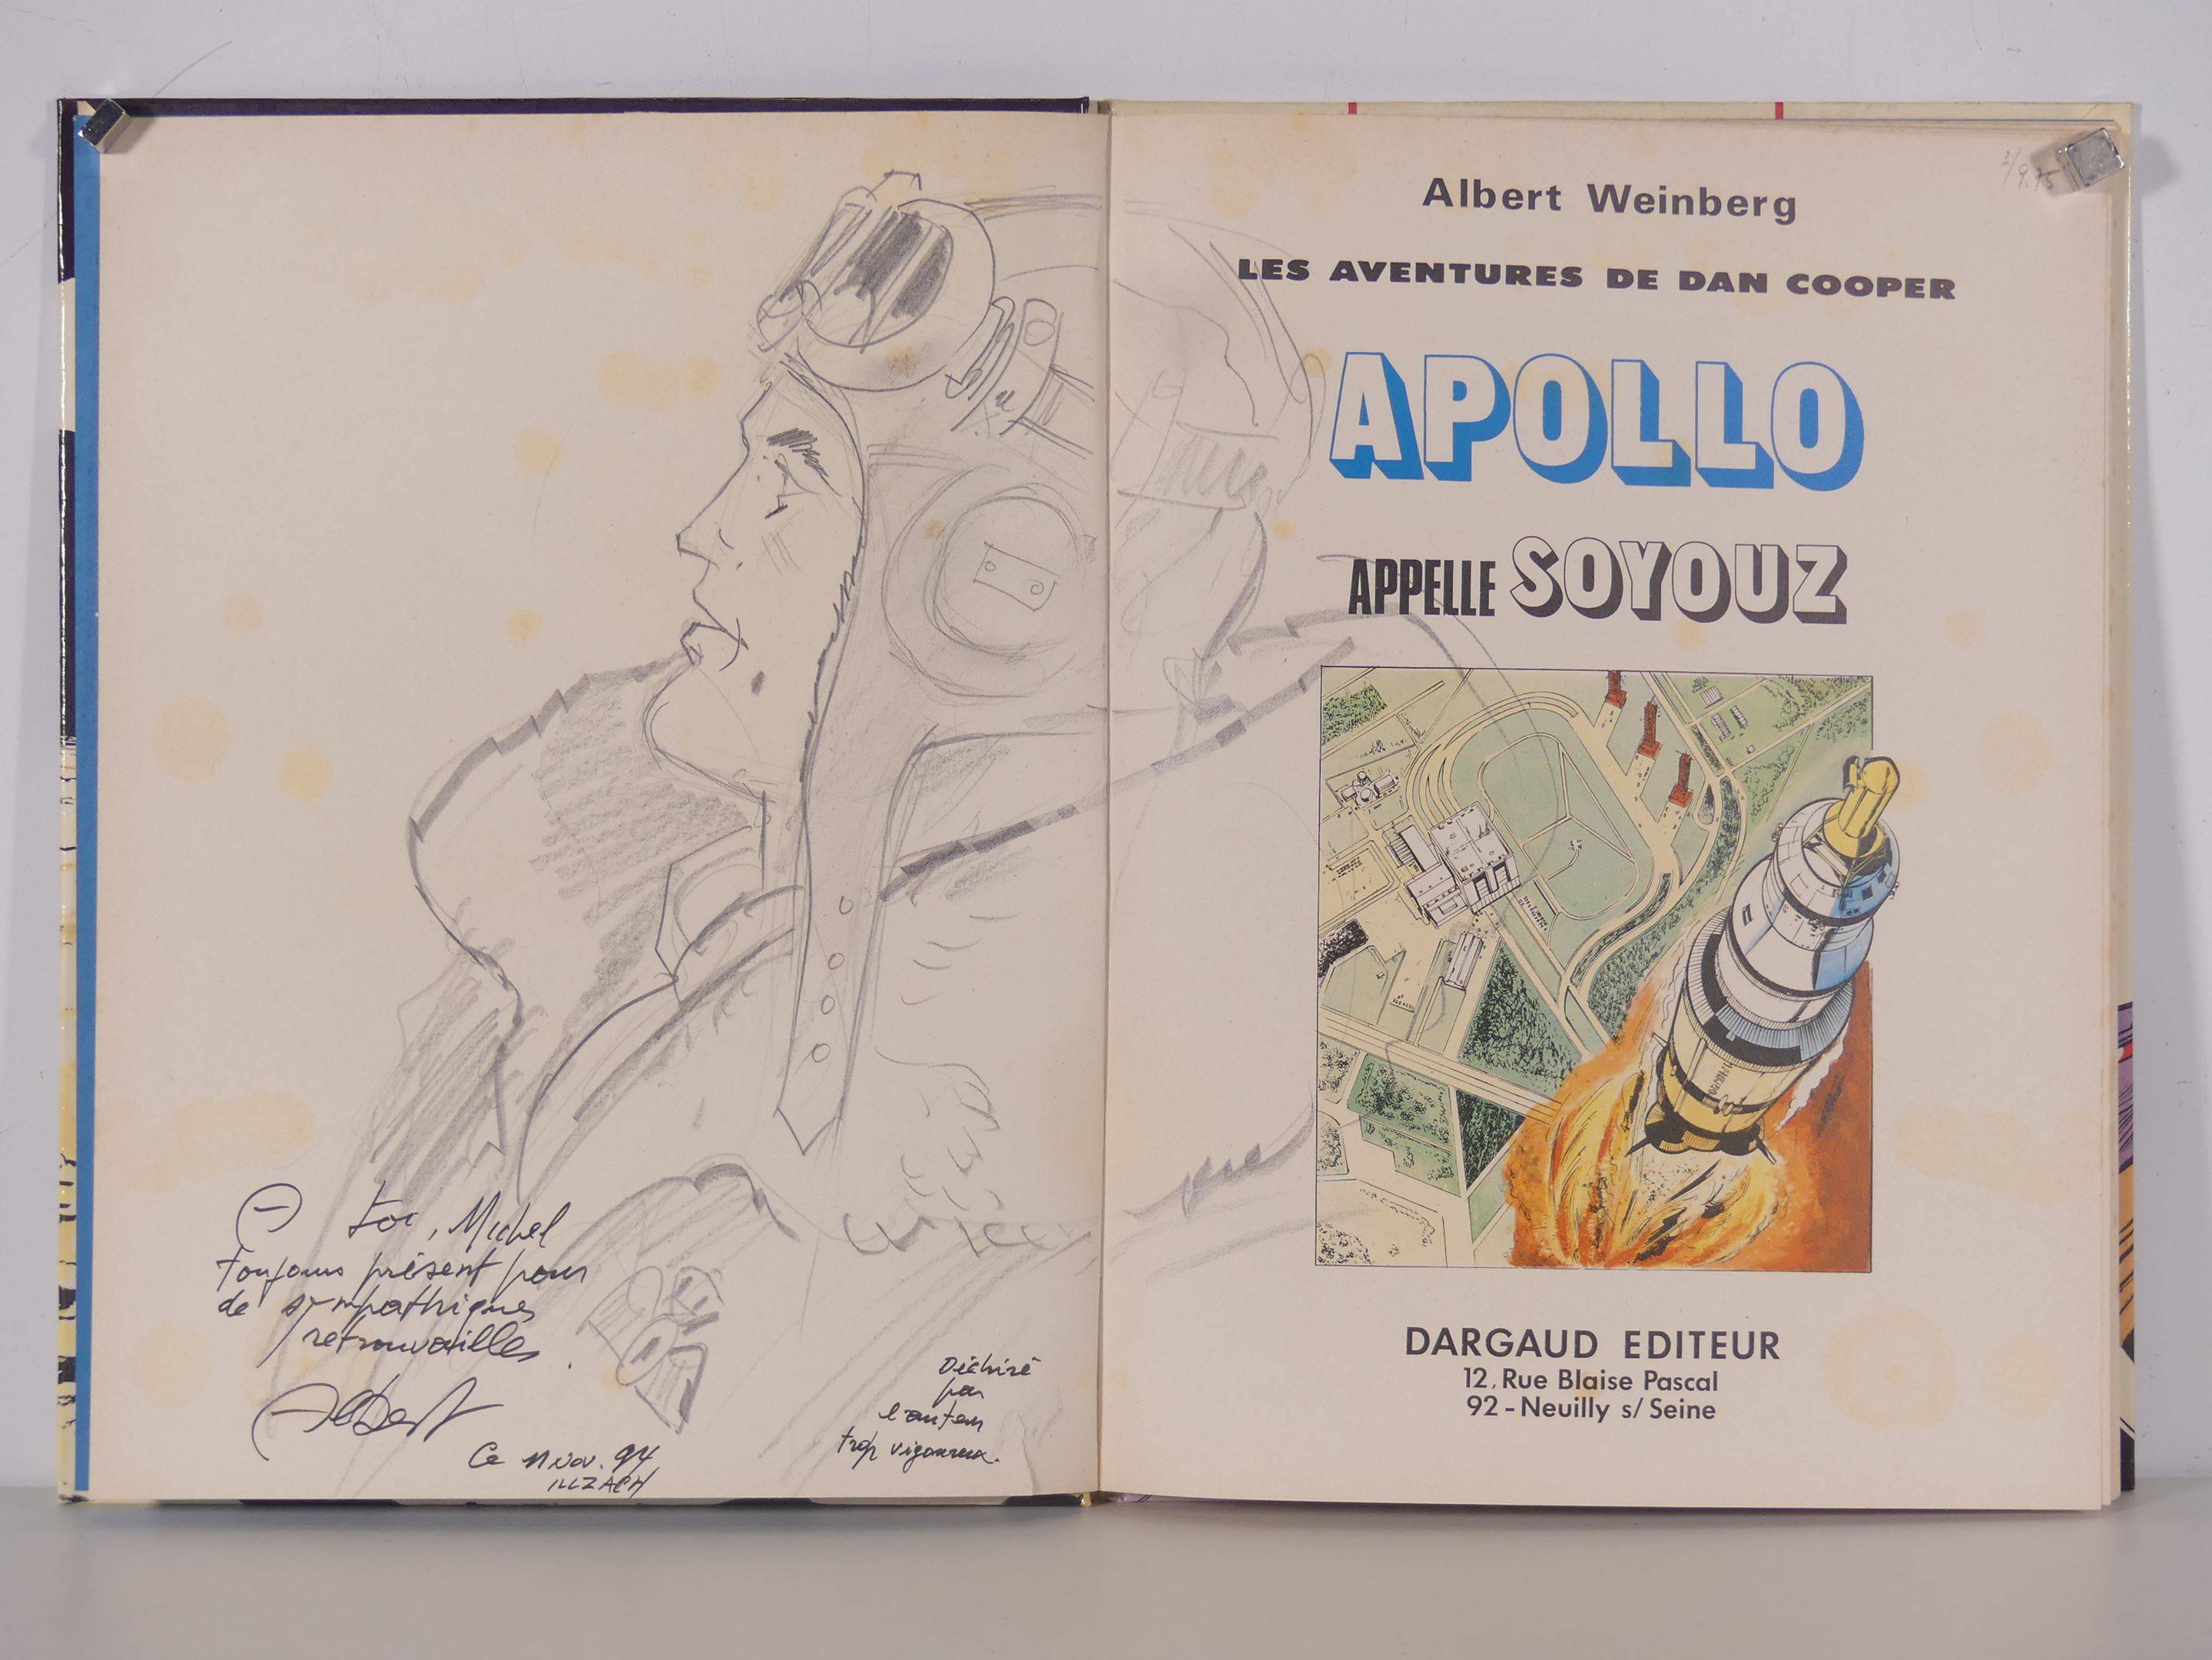 à toi, Michel
toujours présent pour
de sympathiques
retrouvailles.
Albert
Ce 11 Nov. 94
ILLZACH
Déchiré
par
l'auteur
trop vigoureux.
Albert Weinberg
LES AVENTURES DE DAN COOPER
APOLLO
APPELLE SOYOUZ
DARGAUD EDITEUR
12, Rue Blaise Pascal
92 - Neuilly s/ Seine